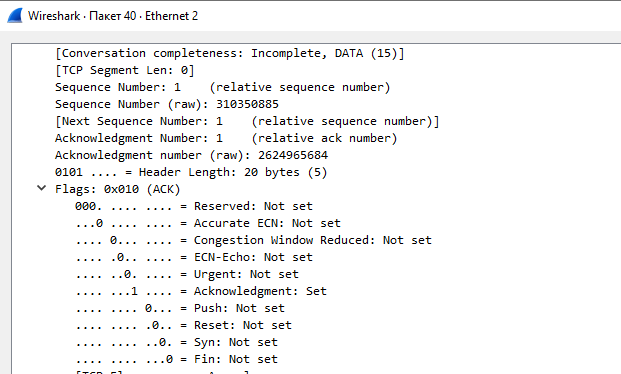 Wireshark · Пакет 40 · Ethernet 2
[Conversation completeness: Incomplete, DATA (15)]
[TCP Segment Len: 0]
Sequence Number: 1    (relative sequence number)
Sequence Number (raw): 310350885
[Next Sequence Number: 1    (relative sequence number)]
Acknowledgment Number: 1    (relative ack number)
Acknowledgment number (raw): 2624965684
0101 .... = Header Length: 20 bytes (5)
Flags: 0x010 (ACK)
000. .... .... = Reserved: Not set
...0 .... .... = Accurate ECN: Not set
.... 0... .... = Congestion Window Reduced: Not set
.... .0.. .... = ECN-Echo: Not set
.... ..0. .... = Urgent: Not set
.... ...1 .... = Acknowledgment: Set
.... .... 0... = Push: Not set
.... .... .0.. = Reset: Not set
.... .... ..0. = Syn: Not set
.... .... ...0 = Fin: Not set